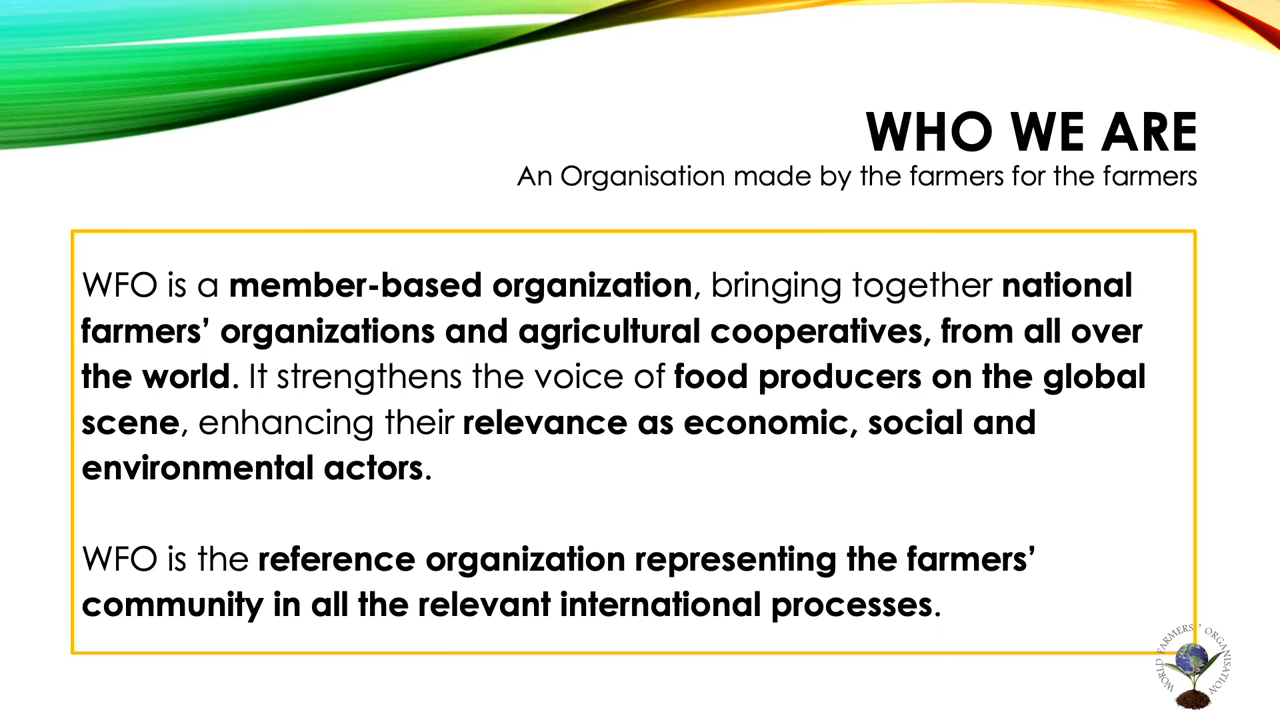 WHO WE ARE
An Organisation made by the farmers for the farmers
WFO is a member-based organization, bringing together national
farmers’ organizations and agricultural cooperatives, from all over
the world. It strengthens the voice of food producers on the global
scene, enhancing their relevance as economic, social and
environmental actors.
WFO is the reference organization representing the farmers’
community in all the relevant international processes.
WORLD FARMERS’ ORGANISATION